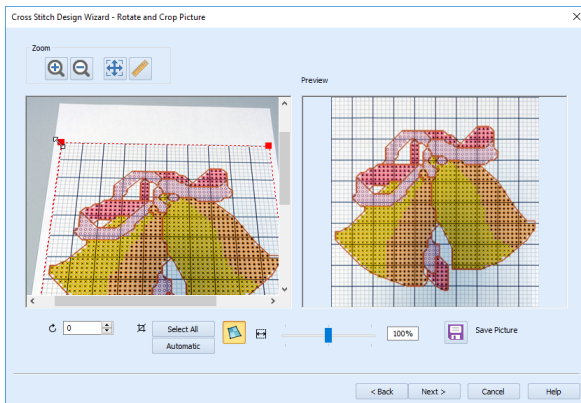 Cross Stitch Design Wizard - Rotate and Crop Picture
Zoom
Preview
0
Select All
Automatic
100%
Save Picture
< Back
Next >
Cancel
Help